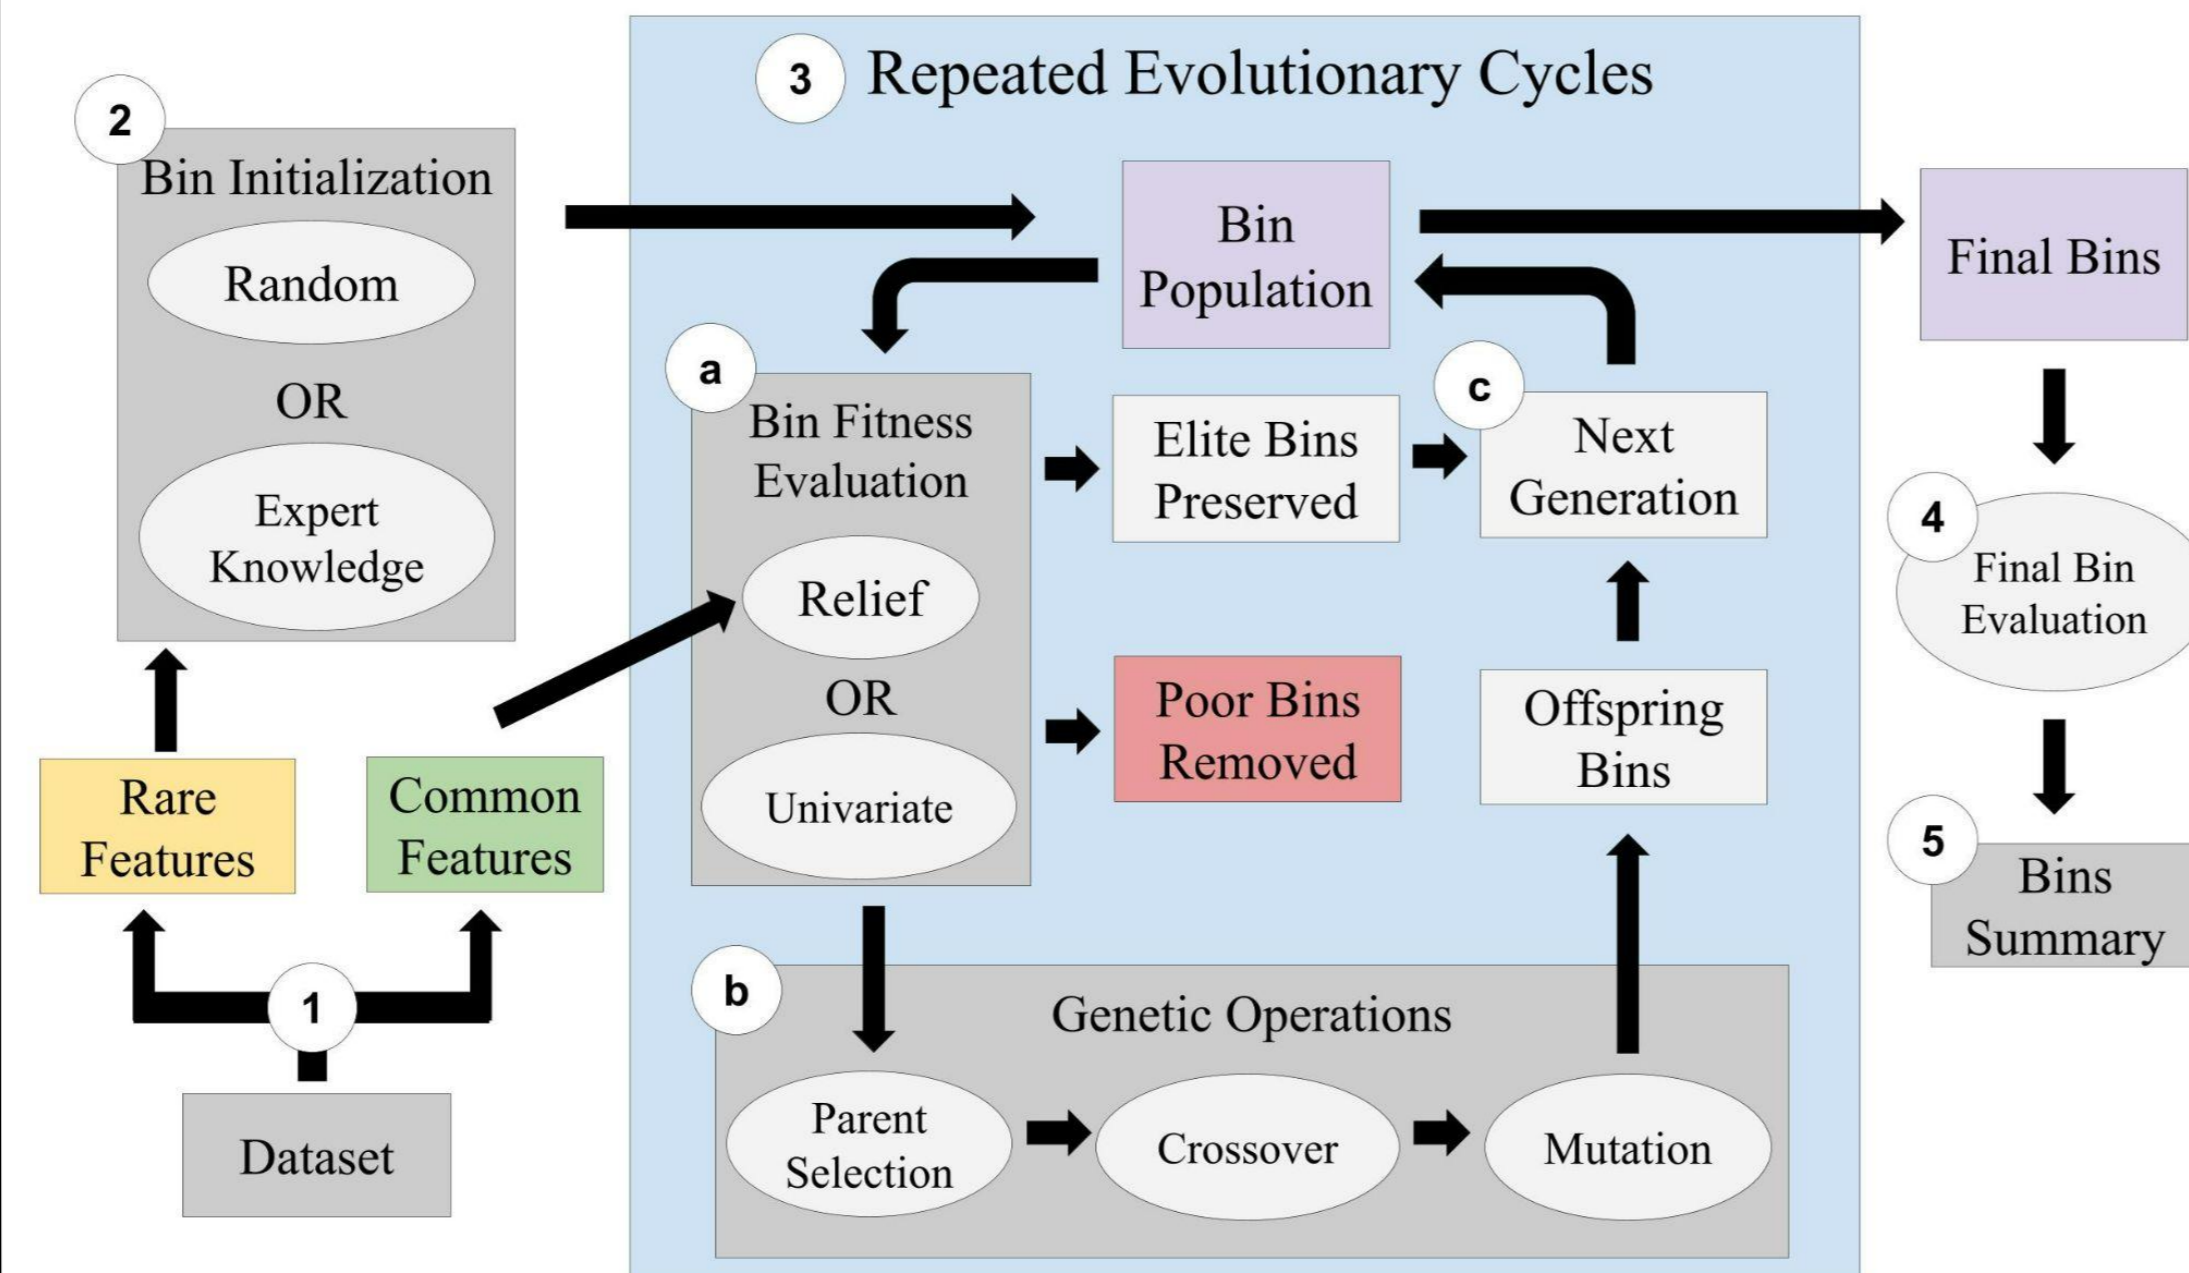 3
Repeated Evolutionary Cycles
2
Bin Initialization
Random
OR
Expert
Knowledge
Bin
Population
Final Bins
a
Bin Fitness
Evaluation
Relief
OR
Univariate
Elite Bins
Preserved
c
Next
Generation
Poor Bins
Removed
Offspring
Bins
4
Final Bin
Evaluation
5
Bins
Summary
Rare
Features
Common
Features
1
Dataset
b
Genetic Operations
Parent
Selection
Crossover
Mutation